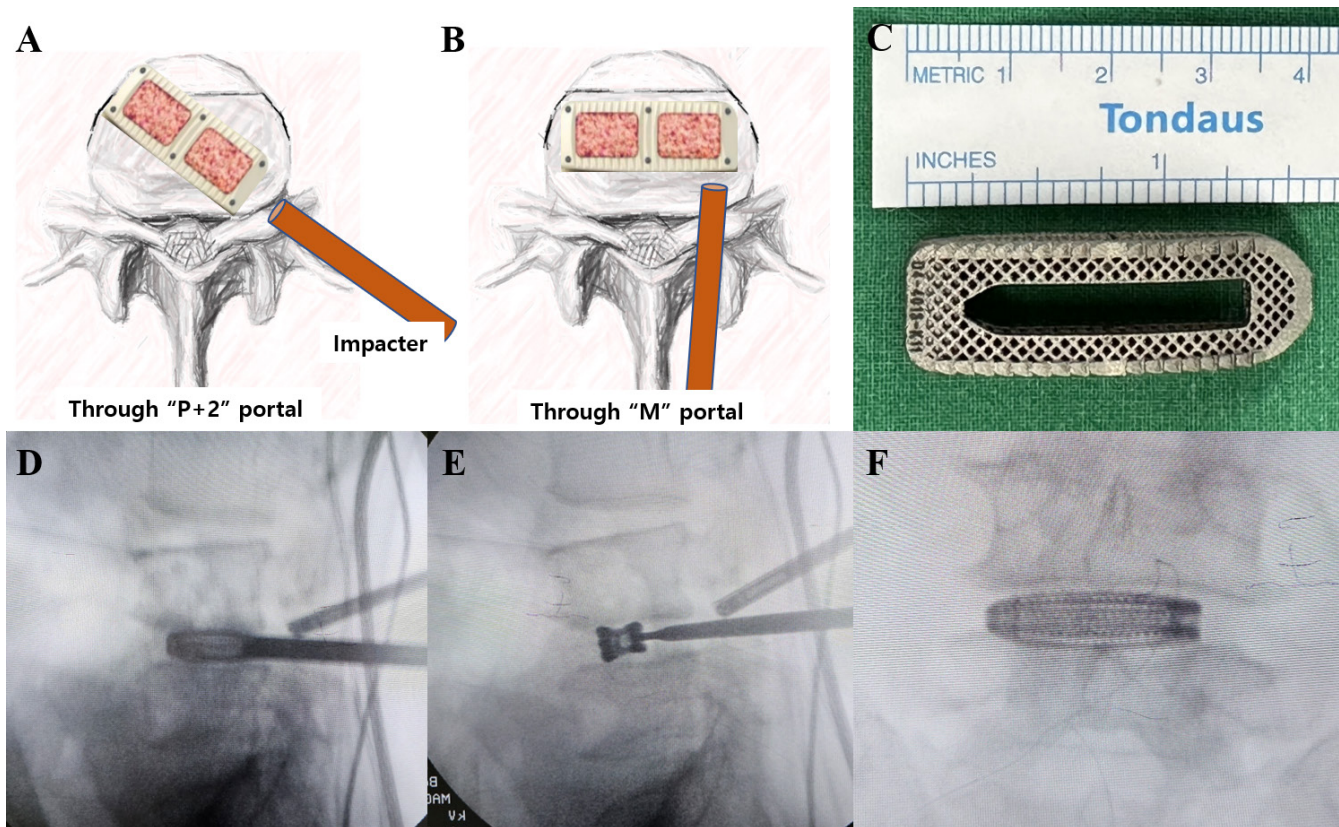 A
B
C
Impacter
Through "P+2" portal
Through "M" portal
METRIC 1 2 3 4
Tondaus
INCHES 1
D
E
F